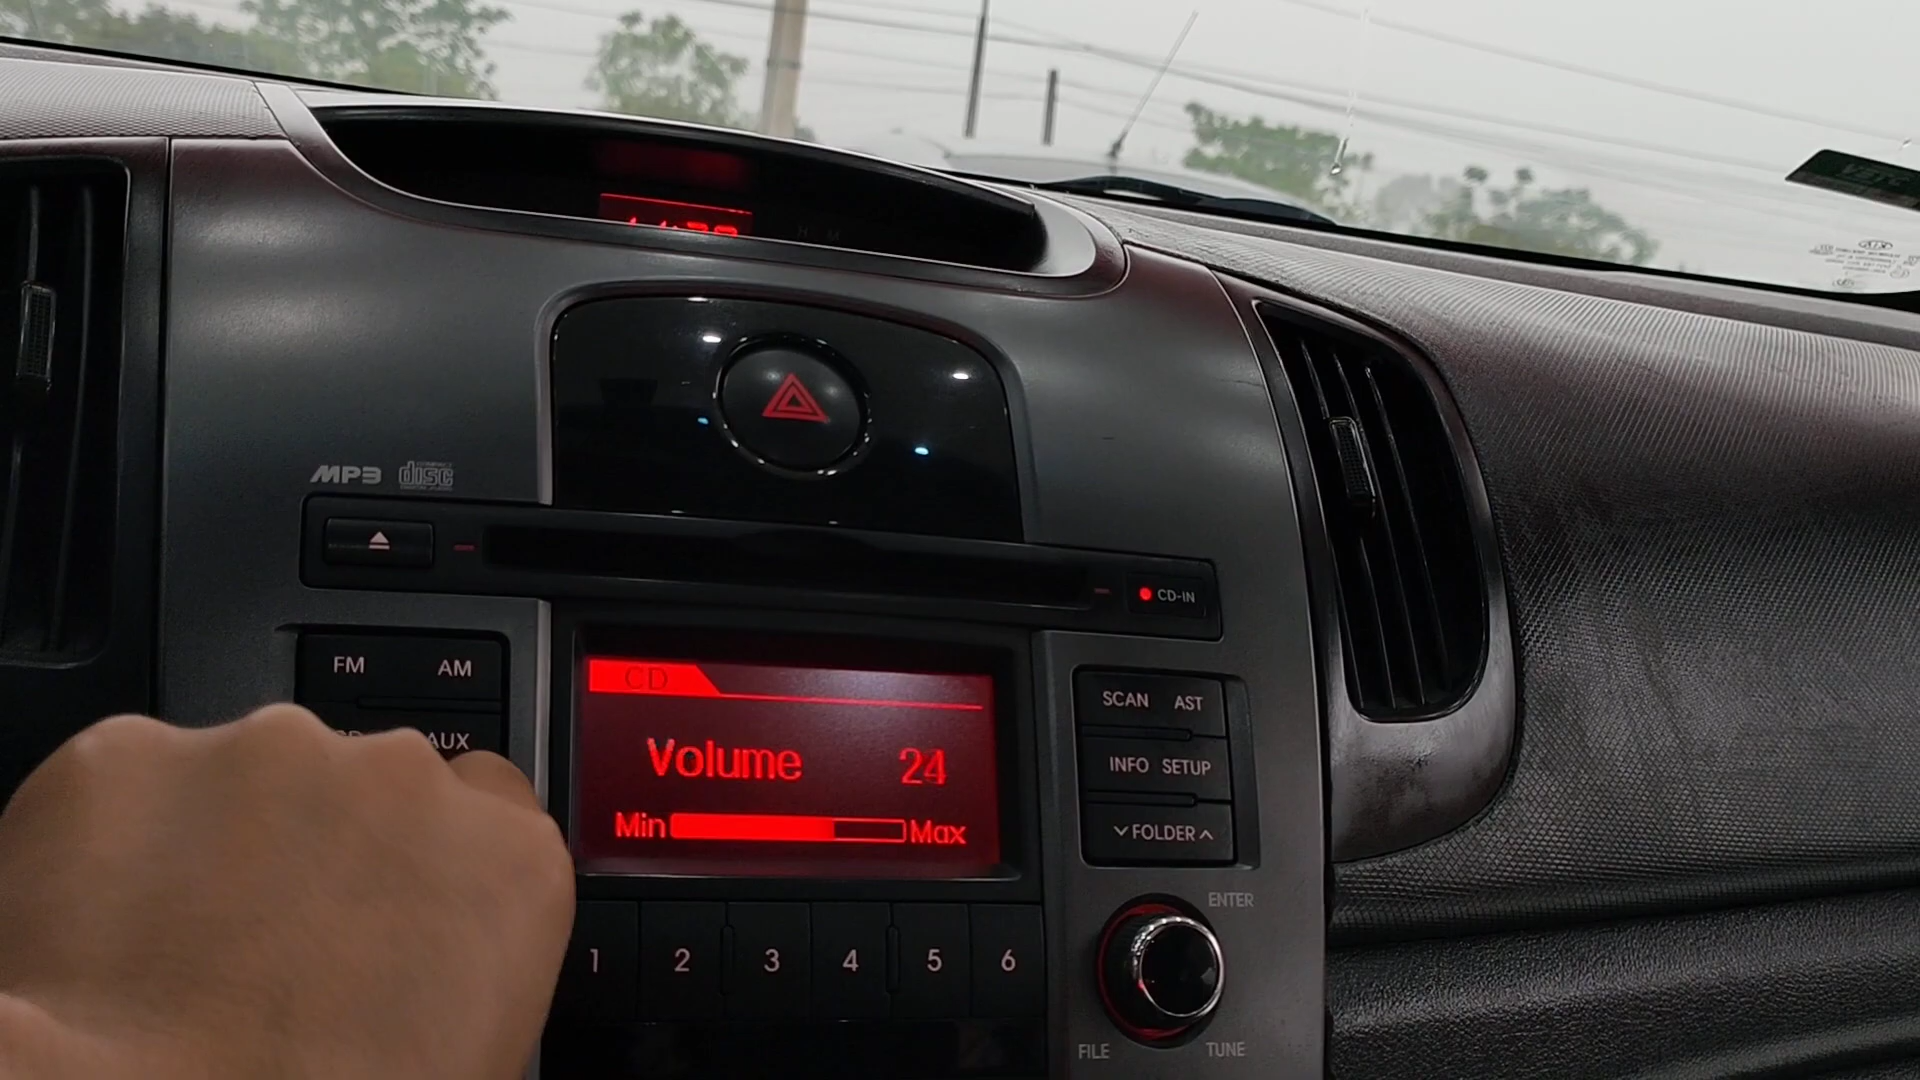 MP3 disc
CD-IN
FM AM
AUX
CD
Volume 24
Min Max
SCAN AST
INFO SETUP
FOLDER
ENTER
1 2 3 4 5 6
FILE TUNE
H M
KIA